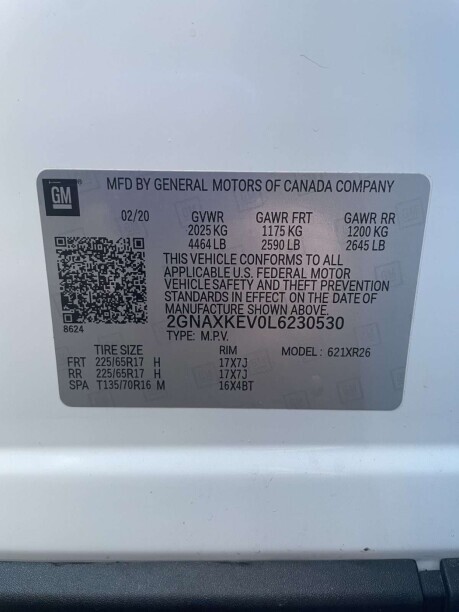 GM
MFD BY GENERAL MOTORS OF CANADA COMPANY
02/20 GVWR GAWR FRT GAWR RR
2025 KG 1175 KG 1200 KG
4464 LB 2590 LB 2645 LB
THIS VEHICLE CONFORMS TO ALL
APPLICABLE U.S. FEDERAL MOTOR
VEHICLE SAFETY AND THEFT PREVENTION
STANDARDS IN EFFECT ON THE DATE OF
MANUFACTURE SHOWN ABOVE.
2GNAXKEV0L6230530
8624
TYPE: M.P.V.
TIRE SIZE RIM MODEL: 621XR26
FRT 225/65R17 H 17X7J
RR 225/65R17 H 17X7J
SPA T135/70R16 M 16X4BT